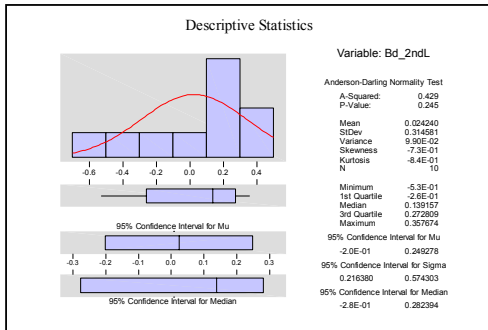 Descriptive Statistics
Variable: Bd_2ndL
-0.6 -0.4 -0.2 0.0 0.2 0.4
95% Confidence Interval for Mu
-0.3 -0.2 -0.1 0.0 0.1 0.2 0.3
95% Confidence Interval for Median
Anderson-Darling Normality Test
A-Squared: 0.429
P-Value: 0.245
Mean 0.024240
StDev 0.314581
Variance 9.90E-02
Skewness -7.3E-01
Kurtosis -8.4E-01
N 10
Minimum -5.3E-01
1st Quartile -2.6E-01
Median 0.139157
3rd Quartile 0.272809
Maximum 0.357674
95% Confidence Interval for Mu
-2.0E-01 0.249278
95% Confidence Interval for Sigma
0.216380 0.574303
95% Confidence Interval for Median
-2.8E-01 0.282394